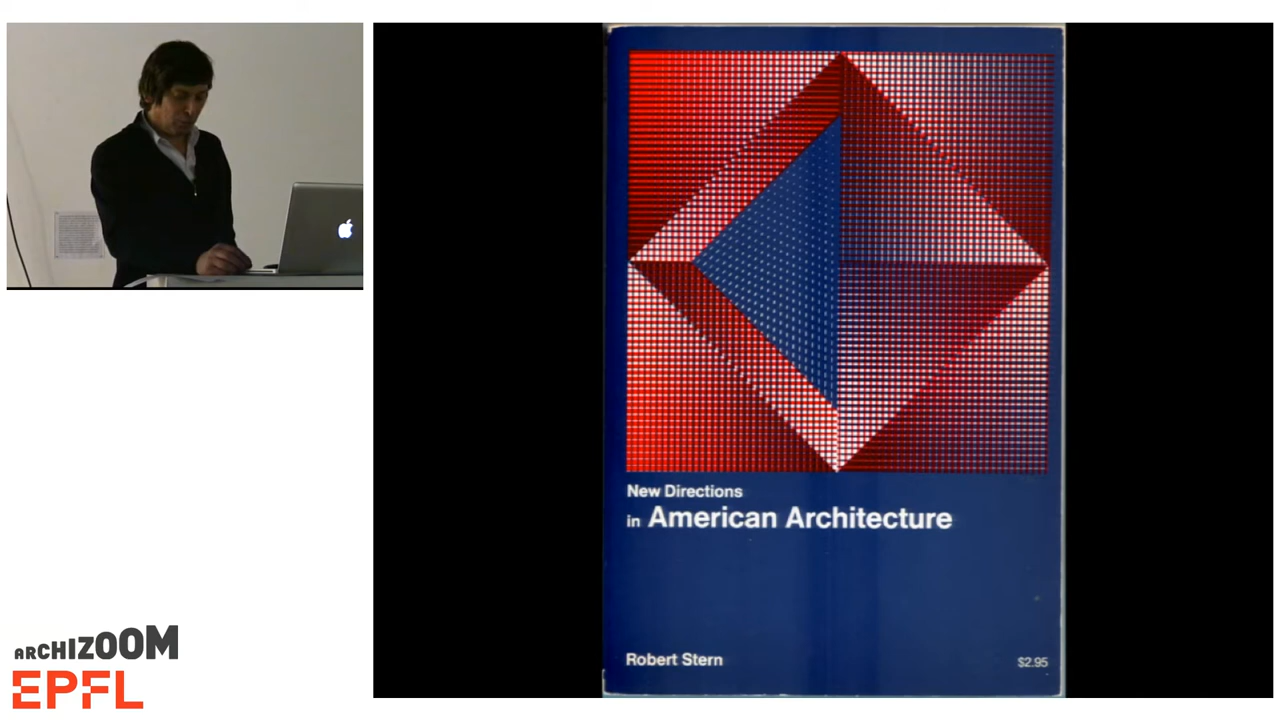 New Directions
in American Architecture
Robert Stern
$2.95
ARCHIZOOM
EPFL